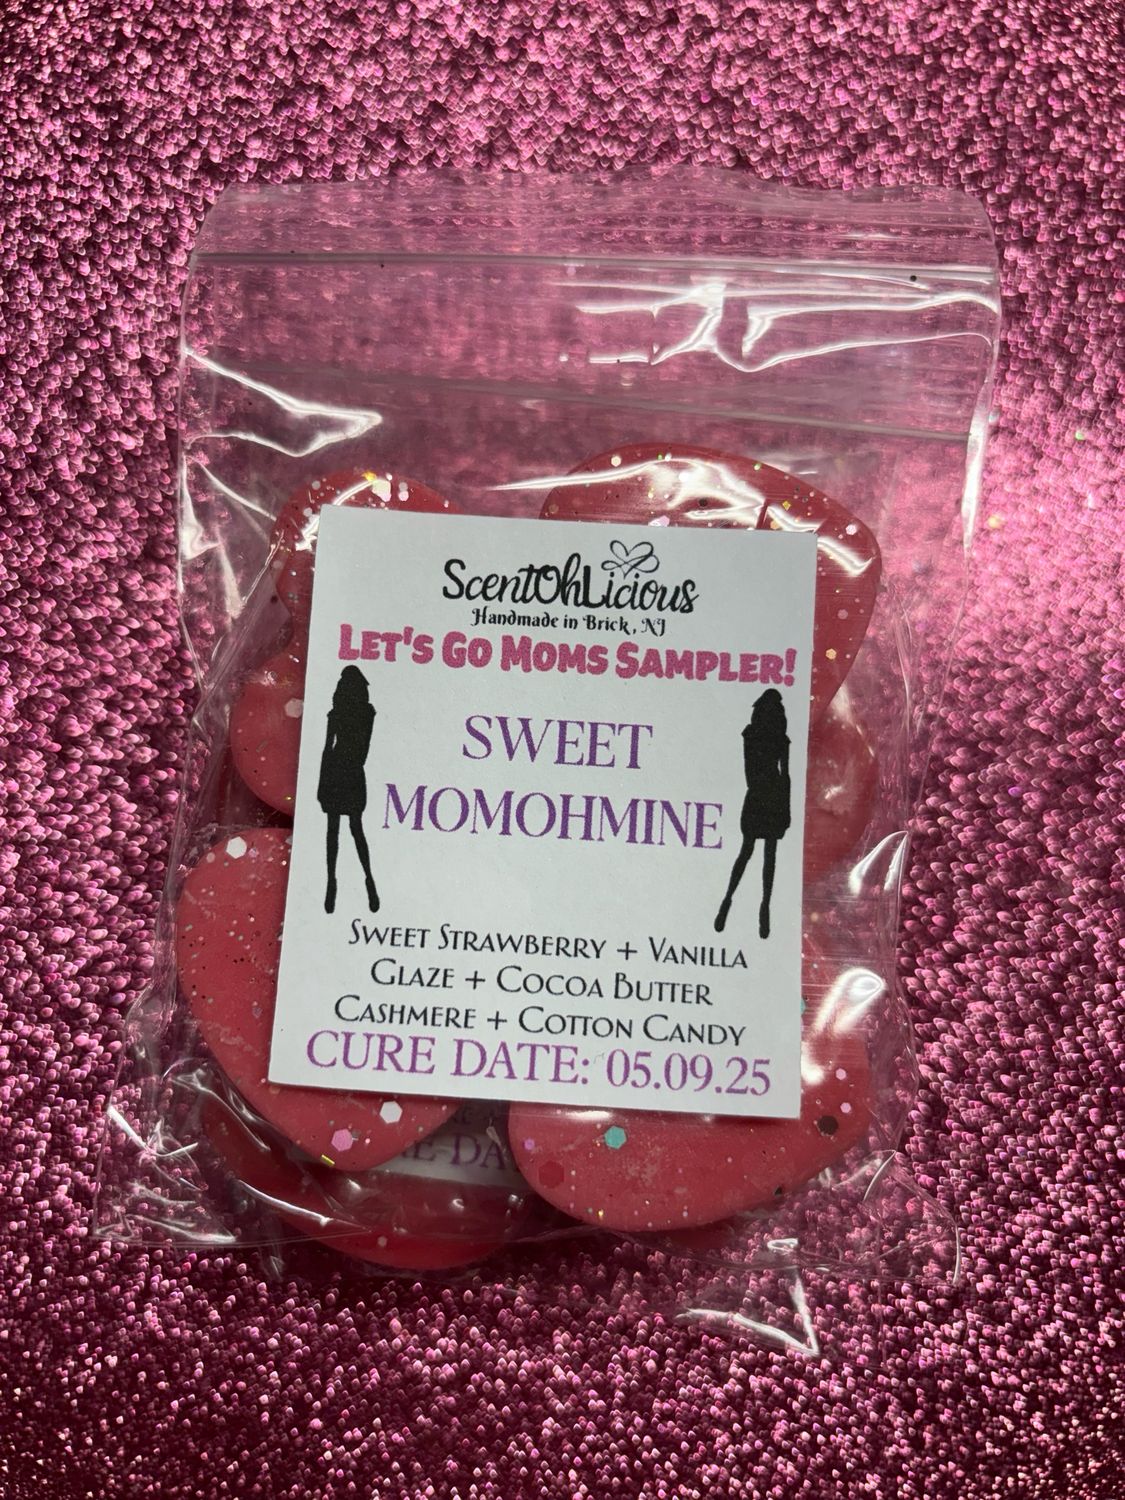 ScentOhLicious
Handmade in Brick, NJ
LET'S GO MOMS SAMPLER!
SWEET
MOMOHMINE
SWEET STRAWBERRY + VANILLA
GLAZE + COCOA BUTTER
CASHMERE + COTTON CANDY
CURE DATE: 05.09.25